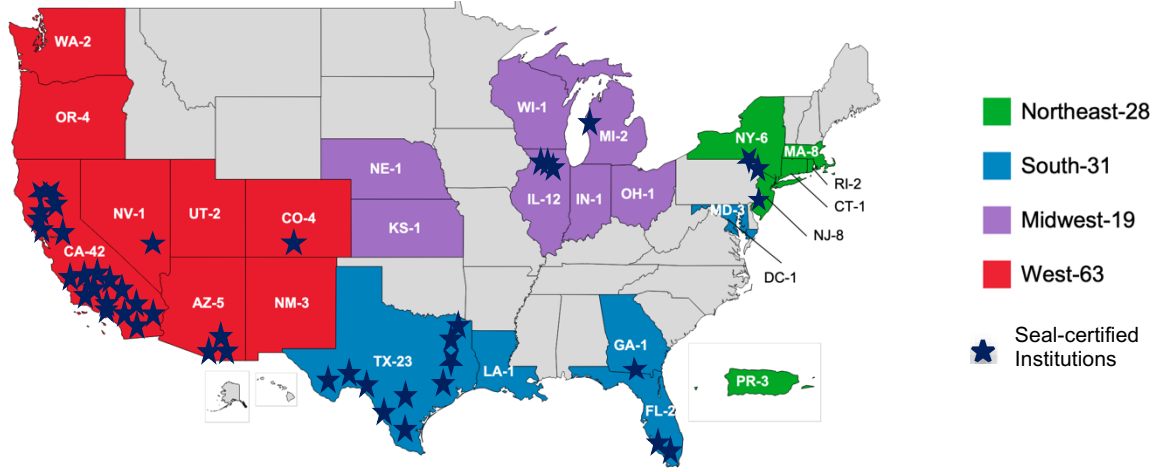 WA-2
OR-4
NV-1
UT-2
CO-4
CA-42
AZ-5
NM-3
NE-1
KS-1
TX-23
LA-1
WI-1
MI-2
IL-12
IN-1
OH-1
GA-1
FL-2
NY-6
MA-8
RI-2
CT-1
NJ-8
MD-3
DC-1
PR-3
Northeast-28
South-31
Midwest-19
West-63
Seal-certified
Institutions